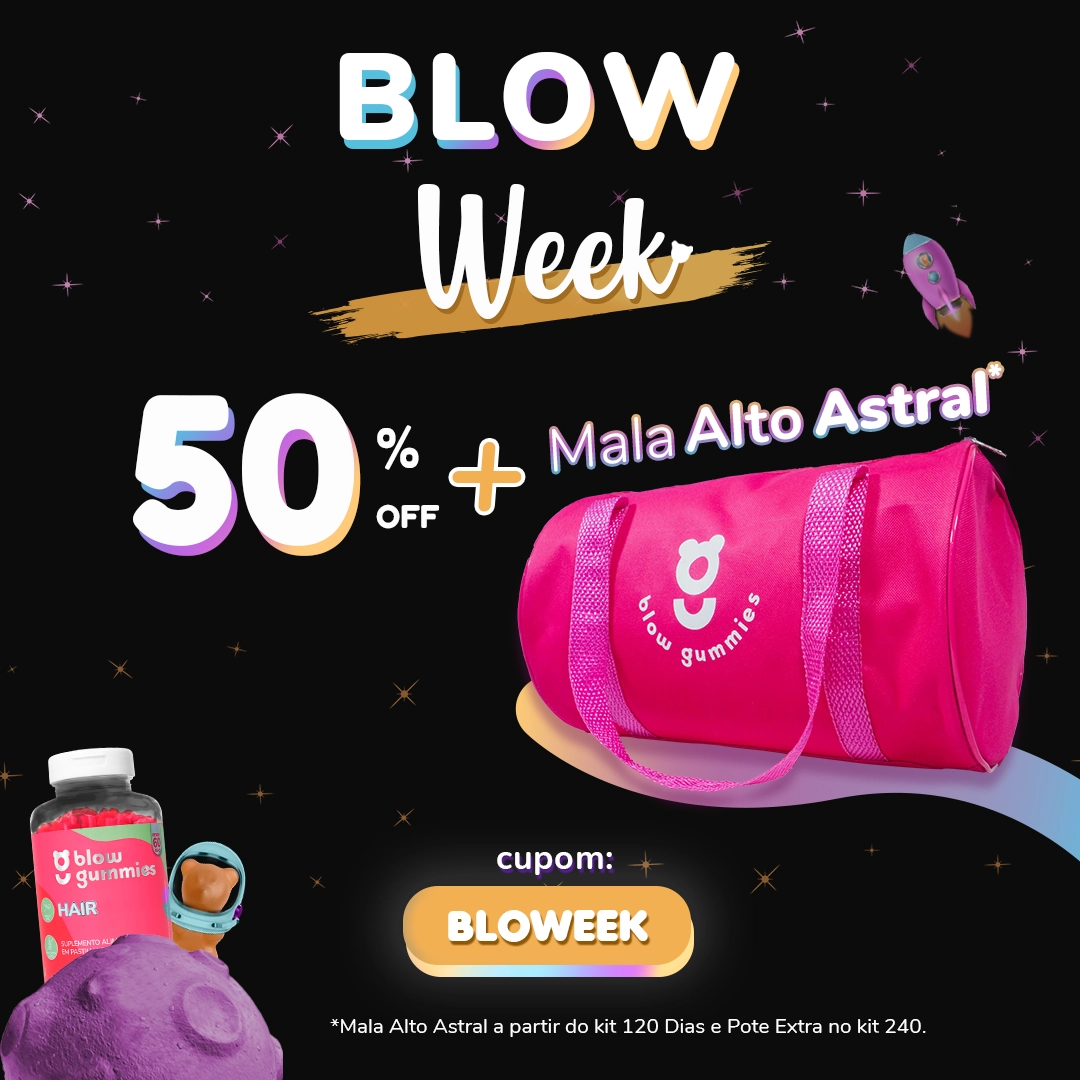 BLOW
Week
50
%
OFF
+
Mala Alto Astral*
blow gummies
blow
gummies
HAIR
cupom:
BLOWEEK
*Mala Alto Astral a partir do kit 120 Dias e Pote Extra no kit 240.